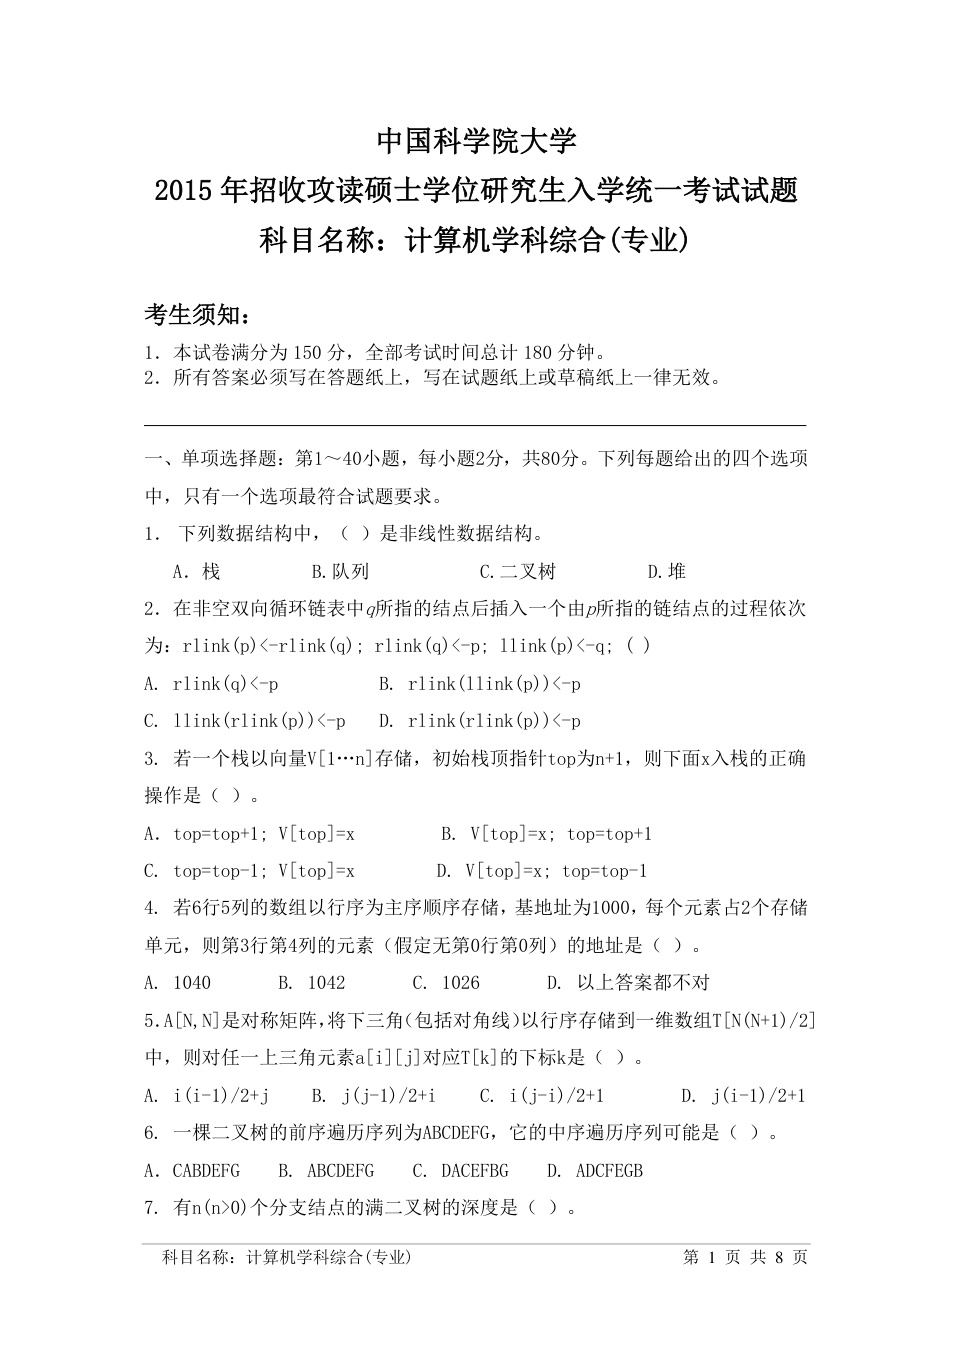 中国科学院大学
2015 年招收攻读硕士学位研究生入学统一考试试题
科目名称：计算机学科综合(专业)
考生须知：
1．本试卷满分为 150 分，全部考试时间总计 180 分钟。
2．所有答案必须写在答题纸上，写在试题纸上或草稿纸上一律无效。
一、单项选择题：第1～40小题，每小题2分，共80分。下列每题给出的四个选项
中，只有一个选项最符合试题要求。
1. 下列数据结构中，（ ）是非线性数据结构。
A．栈 B.队列 C.二叉树 D.堆
2．在非空双向循环链表中q所指的结点后插入一个由p所指的链结点的过程依次
为：rlink(p)<-rlink(q); rlink(q)<-p; llink(p)<-q; ( )
A. rlink(q)<-p B. rlink(llink(p))<-p
C. llink(rlink(p))<-p D. rlink(rlink(p))<-p
3. 若一个栈以向量V[1…n]存储，初始栈顶指针top为n+1，则下面x入栈的正确
操作是（ ）。
A．top=top+1; V[top]=x B. V[top]=x; top=top+1
C. top=top-1; V[top]=x D. V[top]=x; top=top-1
4. 若6行5列的数组以行序为主序顺序存储，基地址为1000，每个元素占2个存储
单元，则第3行第4列的元素（假定无第0行第0列）的地址是（ ）。
A. 1040 B. 1042 C. 1026 D. 以上答案都不对
5.A[N,N]是对称矩阵，将下三角（包括对角线）以行序存储到一维数组T[N(N+1)/2]
中，则对任一上三角元素a[i][j]对应T[k]的下标k是（ ）。
A. i(i-1)/2+j B. j(j-1)/2+i C. i(j-i)/2+1 D. j(i-1)/2+1
6. 一棵二叉树的前序遍历序列为ABCDEFG，它的中序遍历序列可能是（ ）。
A．CABDEFG B. ABCDEFG C. DACEFBG D. ADCFEGB
7. 有n(n>0)个分支结点的满二叉树的深度是（ ）。
科目名称：计算机学科综合(专业) 第 1 页 共 8 页